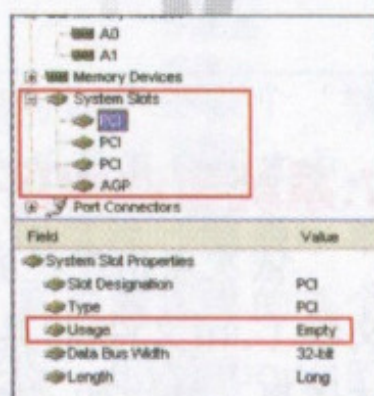 A0
A1
Memory Devices
System Slots
PCI
PCI
PCI
AGP
Port Connectors
Field Value
System Slot Properties
Slot Designation PCI
Type PCI
Usage Empty
Data Bus Width 32-bit
Length Long